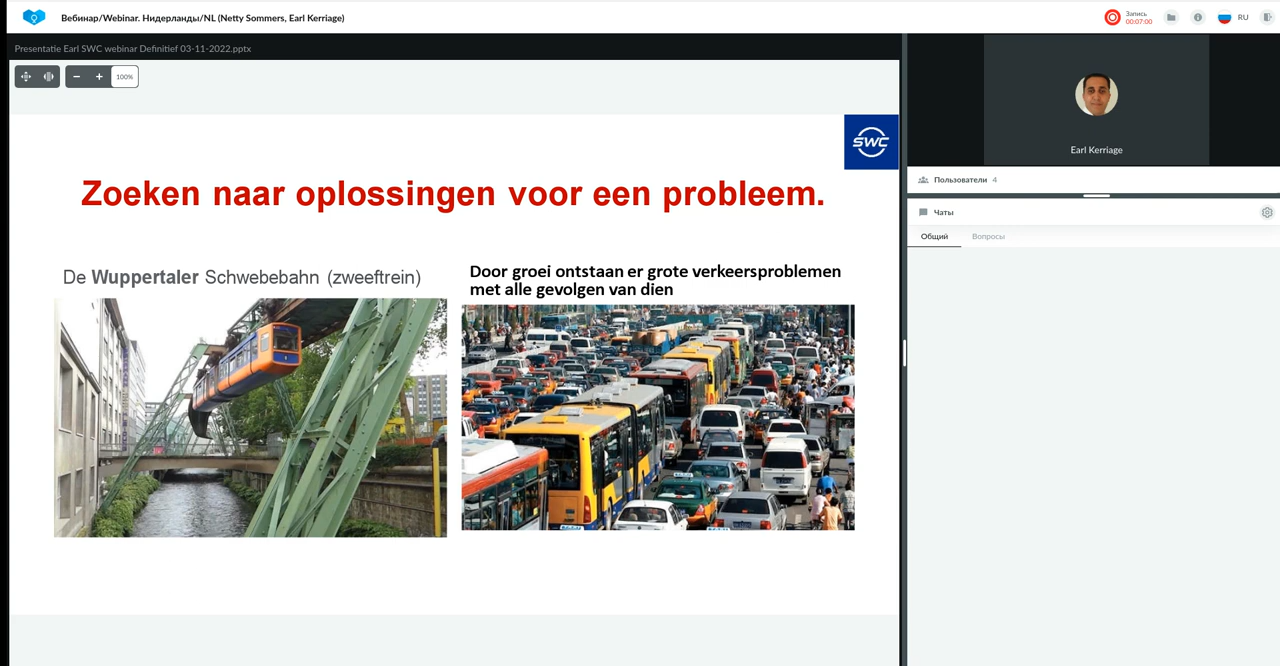 Вебинар/Webinar. Нидерланды/NL (Netty Sommers, Earl Kerriage)
Запись
00:07:00
RU
Presentatie Earl SWC webinar Definitief 03-11-2022.pptx
100%
SWC
Zoeken naar oplossingen voor een probleem.
De Wuppertaler Schwebebahn (zweeftrein)
Door groei ontstaan er grote verkeersproblemen
met alle gevolgen van dien
Earl Kerriage
Пользователи 4
Чаты
Общий Вопросы